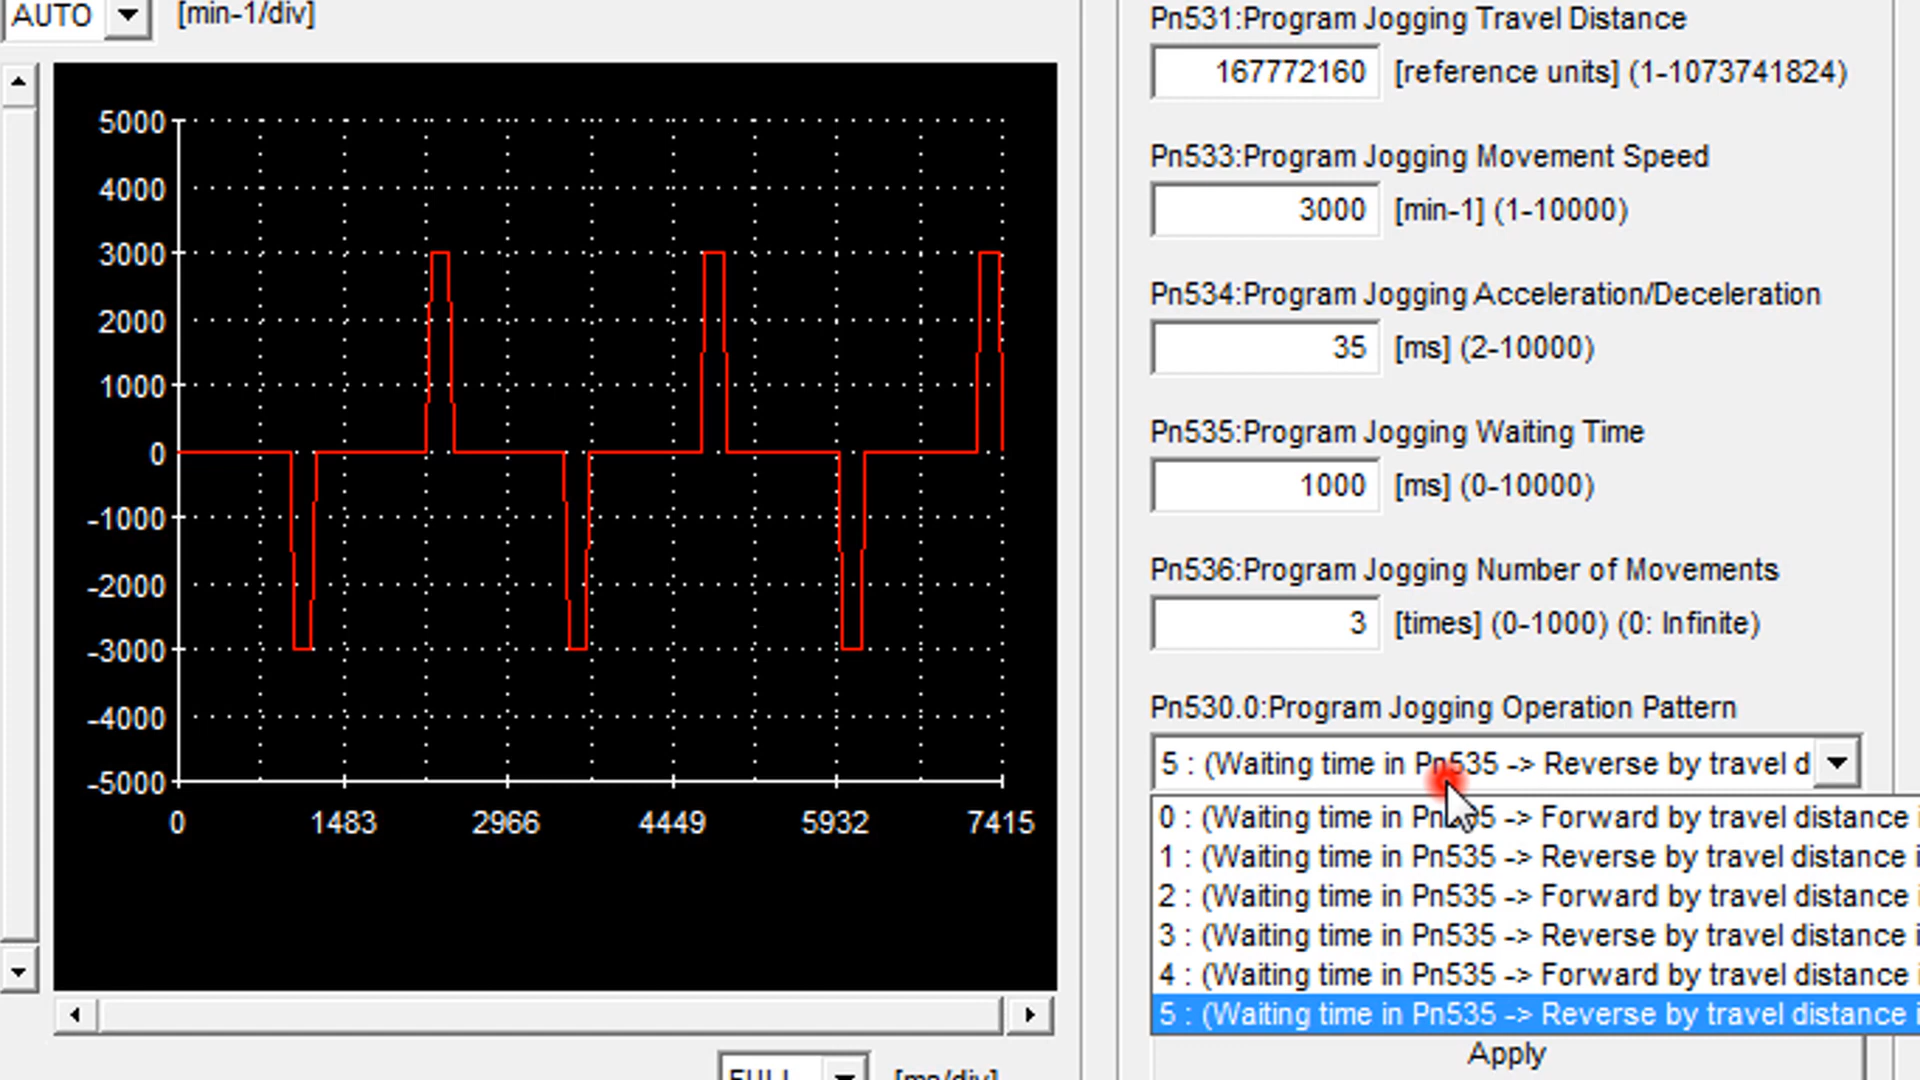 AUTO [min-1/div]
5000
4000
3000
2000
1000
0
-1000
-2000
-3000
-4000
-5000
0 1483 2966 4449 5932 7415
[ms/div]
Pn531:Program Jogging Travel Distance
167772160 [reference units] (1-1073741824)
Pn533:Program Jogging Movement Speed
3000 [min-1] (1-10000)
Pn534:Program Jogging Acceleration/Deceleration
35 [ms] (2-10000)
Pn535:Program Jogging Waiting Time
1000 [ms] (0-10000)
Pn536:Program Jogging Number of Movements
3 [times] (0-1000) (0: Infinite)
Pn530.0:Program Jogging Operation Pattern
5 : (Waiting time in Pn535 -> Reverse by travel d
0 : (Waiting time in Pn535 -> Forward by travel distance i
1 : (Waiting time in Pn535 -> Reverse by travel distance i
2 : (Waiting time in Pn535 -> Forward by travel distance i
3 : (Waiting time in Pn535 -> Reverse by travel distance i
4 : (Waiting time in Pn535 -> Forward by travel distance i
5 : (Waiting time in Pn535 -> Reverse by travel distance i
Apply